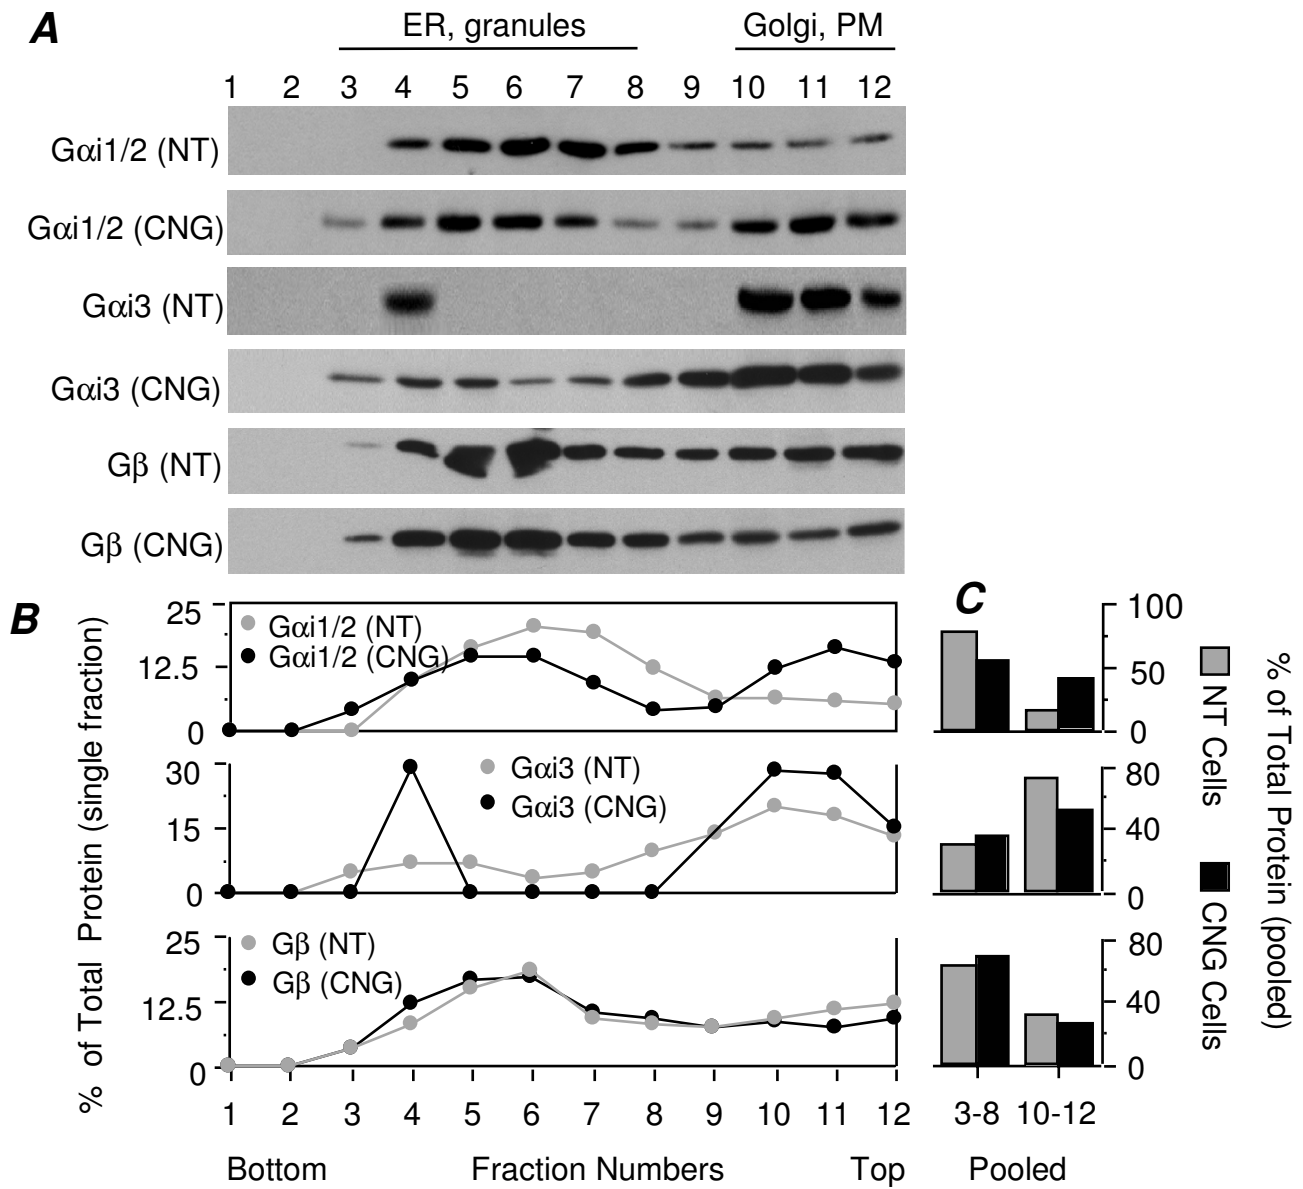 A
ER, granules
Golgi, PM
1 2 3 4 5 6 7 8 9 10 11 12
Gαi1/2 (NT)
Gαi1/2 (CNG)
Gαi3 (NT)
Gαi3 (CNG)
Gβ (NT)
Gβ (CNG)
B
% of Total Protein (single fraction)
25
12.5
0
Gαi1/2 (NT)
Gαi1/2 (CNG)
30
15
0
Gαi3 (NT)
Gαi3 (CNG)
25
12.5
0
Gβ (NT)
Gβ (CNG)
1 2 3 4 5 6 7 8 9 10 11 12
Bottom
Fraction Numbers
Top
C
100
50
0
80
40
0
80
40
0
3-8 10-12
Pooled
NT Cells
CNG Cells
% of Total Protein (pooled)